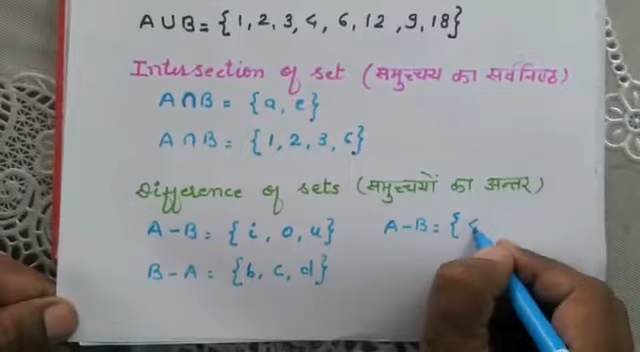 A∪B = {1, 2, 3, 4, 6, 12, 9, 18}
Intersection of set (समुच्चय का सर्वनिष्ठ)
A∩B = {a, e}
A∩B = {1, 2, 3, 6}
Difference of sets (समुच्चयों का अन्तर)
A-B = {i, o, u} A-B = {
B-A = {b, c, d}